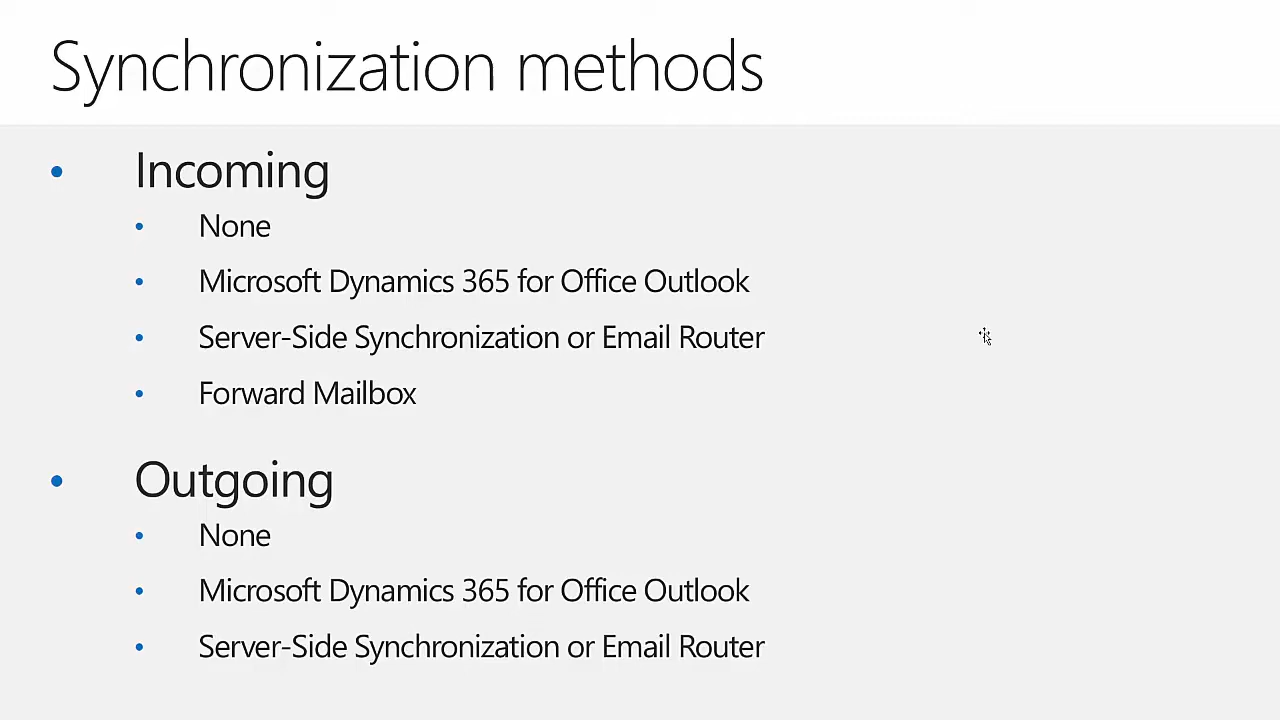 Synchronization methods
• Incoming
• None
• Microsoft Dynamics 365 for Office Outlook
• Server-Side Synchronization or Email Router
• Forward Mailbox
• Outgoing
• None
• Microsoft Dynamics 365 for Office Outlook
• Server-Side Synchronization or Email Router